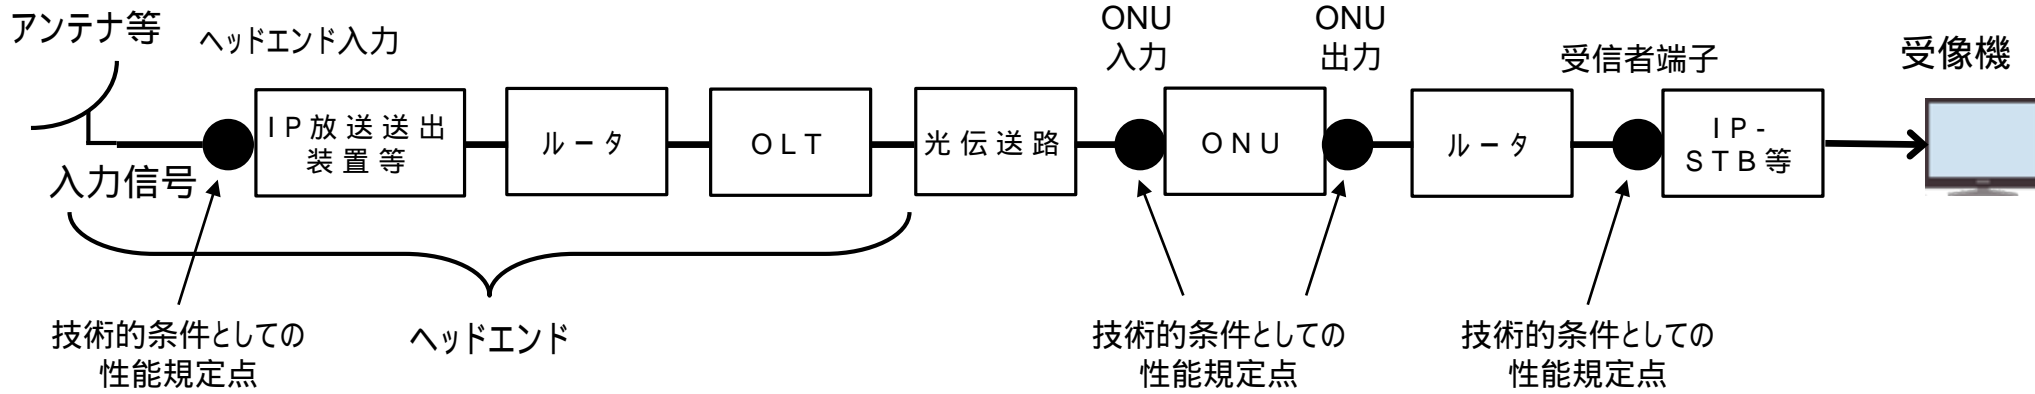 アンテナ等
ヘッドエンド入力
ONU
入力
ONU
出力
受信者端子
受像機
IP放送送出
装置等
ルータ
OLT
光伝送路
ONU
ルータ
IP-
STB等
入力信号
技術的条件としての
性能規定点
ヘッドエンド
技術的条件としての
性能規定点
技術的条件としての
性能規定点